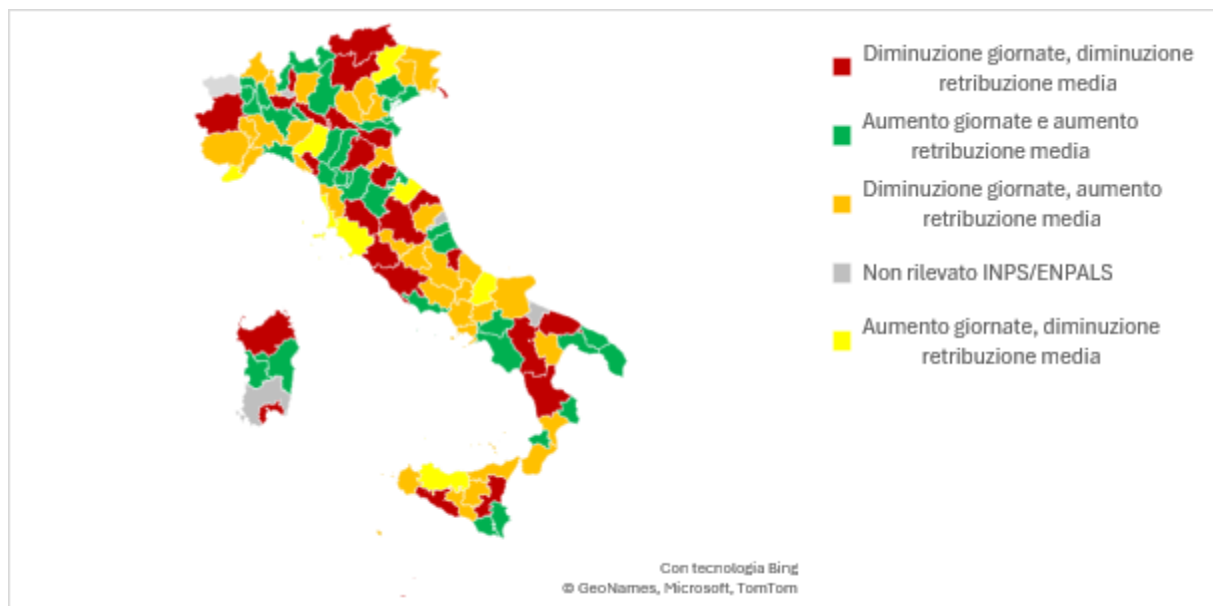 Diminuzione giornate, diminuzione
retribuzione media
Aumento giornate e aumento
retribuzione media
Diminuzione giornate, aumento
retribuzione media
Non rilevato INPS/ENPALS
Aumento giornate, diminuzione
retribuzione media
Con tecnologia Bing
© GeoNames, Microsoft, TomTom